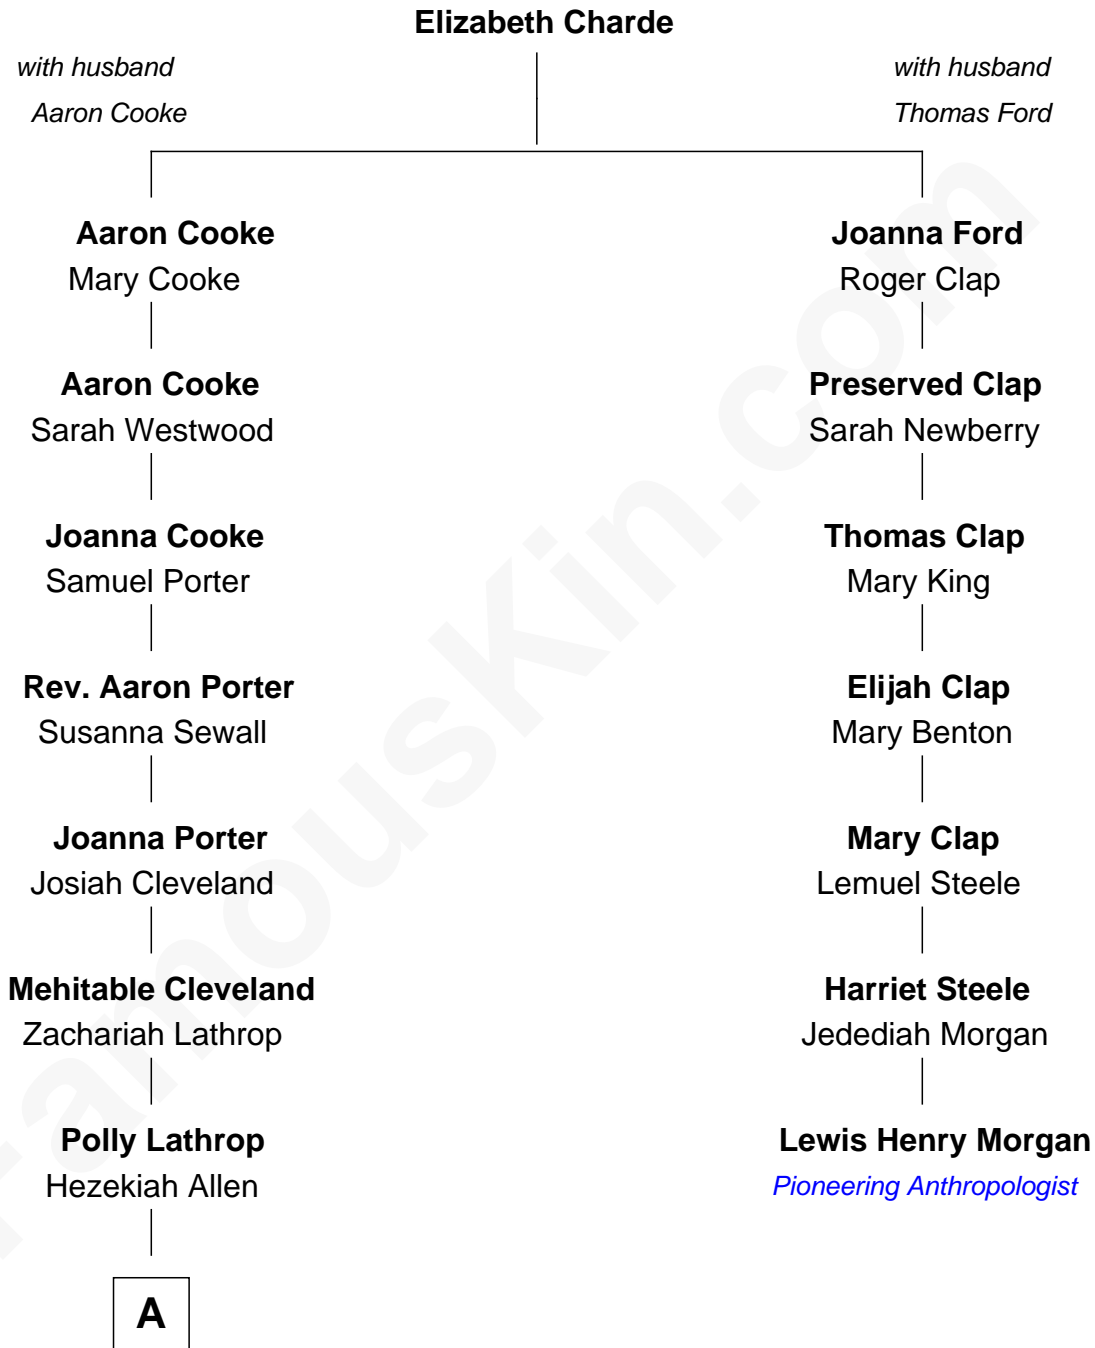 Elizabeth Charde
with husband
Aaron Cooke
with husband
Thomas Ford
Aaron Cooke
Mary Cooke
Joanna Ford
Roger Clap
Aaron Cooke
Sarah Westwood
Preserved Clap
Sarah Newberry
Joanna Cooke
Samuel Porter
Thomas Clap
Mary King
Rev. Aaron Porter
Susanna Sewall
Elijah Clap
Mary Benton
Joanna Porter
Josiah Cleveland
Mary Clap
Lemuel Steele
Mehitable Cleveland
Zachariah Lathrop
Harriet Steele
Jedediah Morgan
Polly Lathrop
Hezekiah Allen
Lewis Henry Morgan
Pioneering Anthropologist
A
FamousKin.com